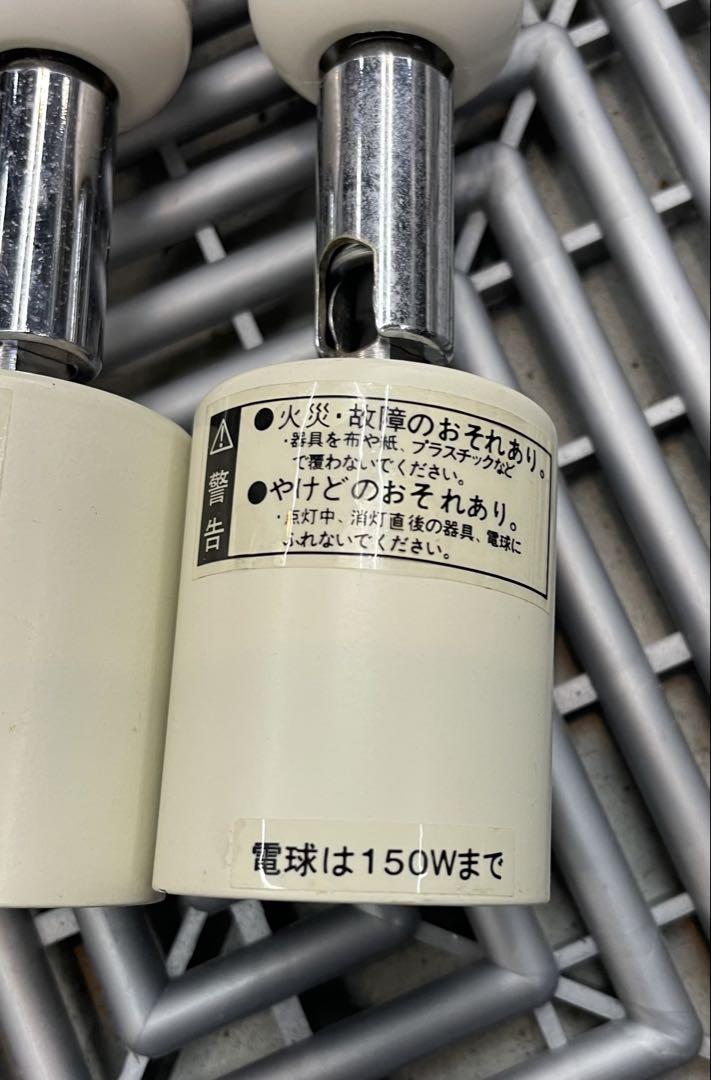 ⚠警告
●火災・故障のおそれあり。
・器具を布や紙、プラスチックなど
で覆わないでください。
●やけどのおそれあり。
・点灯中、消灯直後の器具、電球に
ふれないでください。
電球は150Wまで